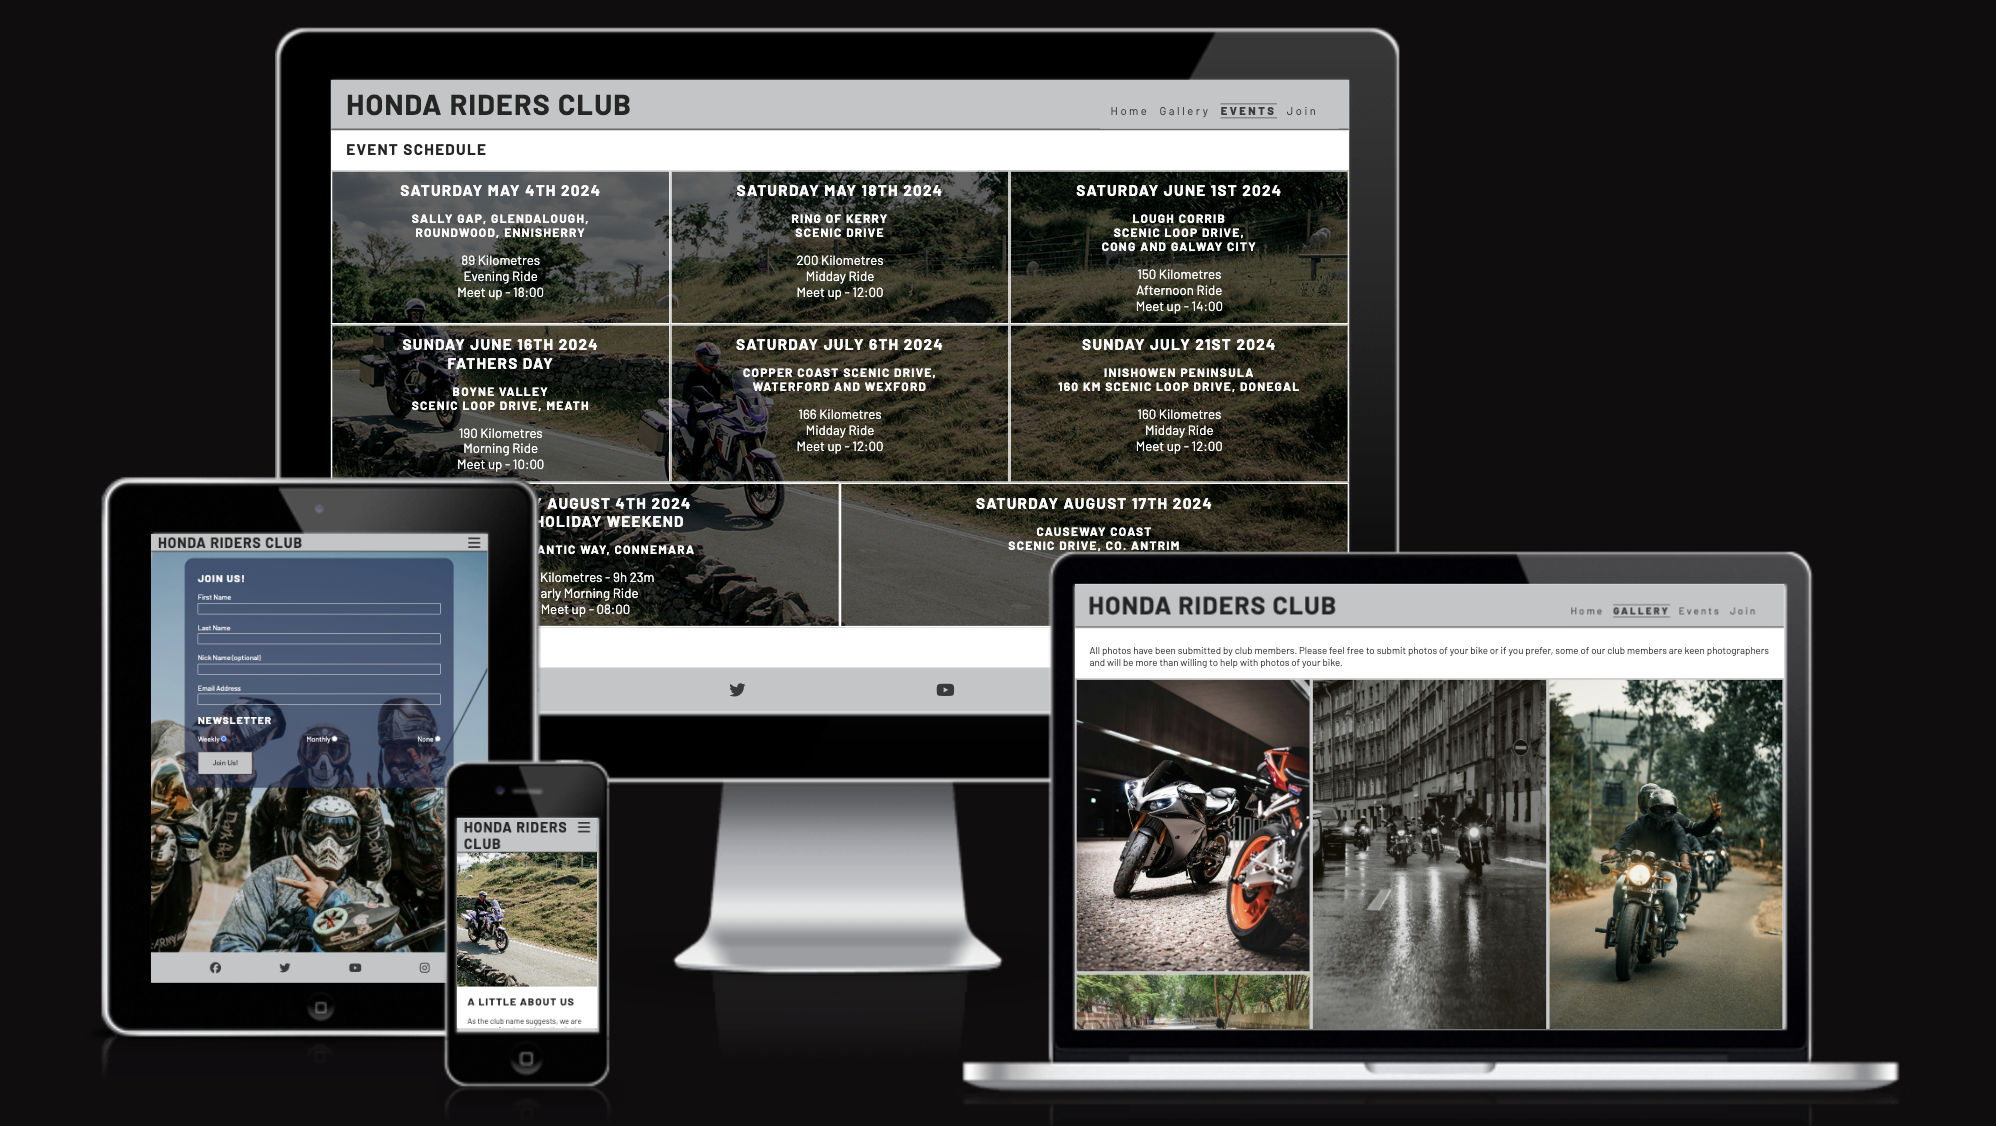 HONDA RIDERS CLUB
Home Gallery EVENTS Join
EVENT SCHEDULE
SATURDAY MAY 4TH 2024
SALLY GAP, GLENDALOUGH,
ROUNDWOOD, ENNISHERRY
89 Kilometres
Evening Ride
Meet up - 18:00
SATURDAY MAY 18TH 2024
RING OF KERRY
SCENIC DRIVE
200 Kilometres
Midday Ride
Meet up - 12:00
SATURDAY JUNE 1ST 2024
LOUGH CORRIB
SCENIC LOOP DRIVE,
CONG AND GALWAY CITY
150 Kilometres
Afternoon Ride
Meet up - 14:00
SUNDAY JUNE 16TH 2024
FATHERS DAY
BOYNE VALLEY
SCENIC LOOP DRIVE, MEATH
190 Kilometres
Morning Ride
Meet up - 10:00
SATURDAY JULY 6TH 2024
COPPER COAST SCENIC DRIVE,
WATERFORD AND WEXFORD
166 Kilometres
Midday Ride
Meet up - 12:00
SUNDAY JULY 21ST 2024
INISHOWEN PENINSULA
160 KM SCENIC LOOP DRIVE, DONEGAL
160 Kilometres
Midday Ride
Meet up - 12:00
AUGUST 4TH 2024
HOLIDAY WEEKEND
ANTIC WAY, CONNEMARA
Kilometres - 9h 23m
arly Morning Ride
Meet up - 08:00
SATURDAY AUGUST 17TH 2024
CAUSEWAY COAST
SCENIC DRIVE, CO. ANTRIM
HONDA RIDERS CLUB
JOIN US!
First Name
Last Name
Nick Name(optional)
Email Address
NEWSLETTER
Weekly Monthly None
Join Us!
HONDA RIDERS
CLUB
A LITTLE ABOUT US
As the club name suggests, we are
HONDA RIDERS CLUB
Home GALLERY Events Join
All photos have been submitted by club members. Please feel free to submit photos of your bike or if you prefer, some of our club members are keen photographers
and will be more than willing to help with photos of your bike.